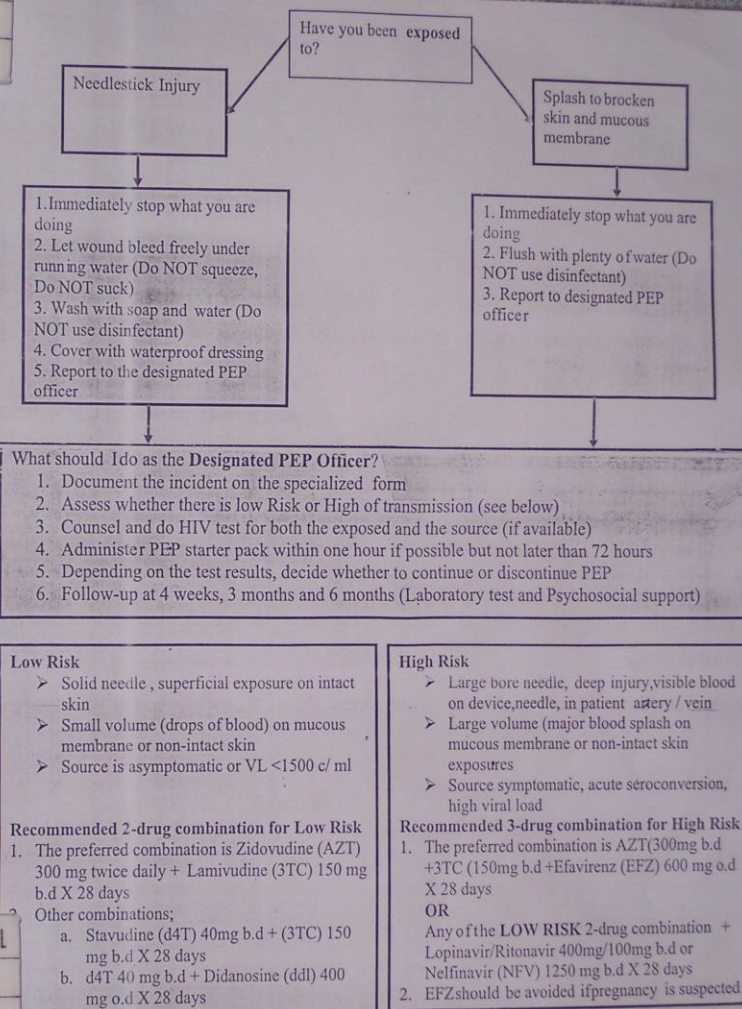 Have you been exposed
to?
Needlestick Injury
Splash to brocken
skin and mucous
membrane
1.Immediately stop what you are
doing
2. Let wound bleed freely under
running water (Do NOT squeeze,
Do NOT suck)
3. Wash with soap and water (Do
NOT use disinfectant)
4. Cover with waterproof dressing
5. Report to the designated PEP
officer
1. Immediately stop what you are
doing
2. Flush with plenty of water (Do
NOT use disinfectant)
3. Report to designated PEP
officer
What should I do as the Designated PEP Officer?
1. Document the incident on the specialized form
2. Assess whether there is low Risk or High of transmission (see below)
3. Counsel and do HIV test for both the exposed and the source (if available)
4. Administer PEP starter pack within one hour if possible but not later than 72 hours
5. Depending on the test results, decide whether to continue or discontinue PEP
6. Follow-up at 4 weeks, 3 months and 6 months (Laboratory test and Psychosocial support)
Low Risk
➢ Solid needle , superficial exposure on intact
skin
➢ Small volume (drops of blood) on mucous
membrane or non-intact skin
➢ Source is asymptomatic or VL <1500 c/ ml
Recommended 2-drug combination for Low Risk
1. The preferred combination is Zidovudine (AZT)
300 mg twice daily + Lamivudine (3TC) 150 mg
b.d X 28 days
Other combinations;
a. Stavudine (d4T) 40mg b.d + (3TC) 150
mg b.d X 28 days
b. d4T 40 mg b.d + Didanosine (ddl) 400
mg o.d X 28 days
High Risk
➢ Large bore needle, deep injury,visible blood
on device,needle, in patient artery / vein
➢ Large volume (major blood splash on
mucous membrane or non-intact skin
exposures
➢ Source symptomatic, acute seroconversion,
high viral load
Recommended 3-drug combination for High Risk
1. The preferred combination is AZT(300mg b.d
+3TC (150mg b.d +Efavirenz (EFZ) 600 mg o.d
X 28 days
OR
Any of the LOW RISK 2-drug combination +
Lopinavir/Ritonavir 400mg/100mg b.d or
Nelfinavir (NFV) 1250 mg b.d X 28 days
2. EFZ should be avoided if pregnancy is suspected